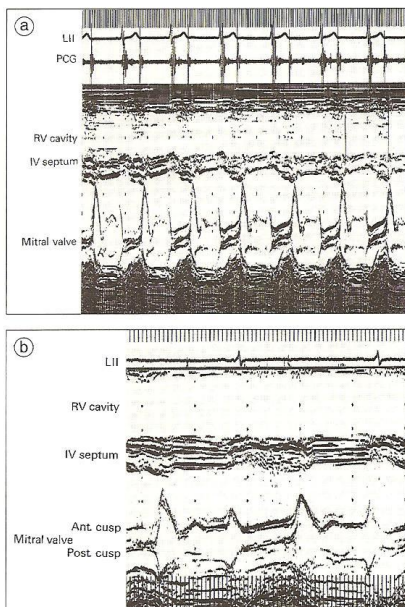 a
LII
PCG
RV cavity
IV septum
Mitral valve
b
LII
RV cavity
IV septum
Ant. cusp
Mitral valve
Post. cusp